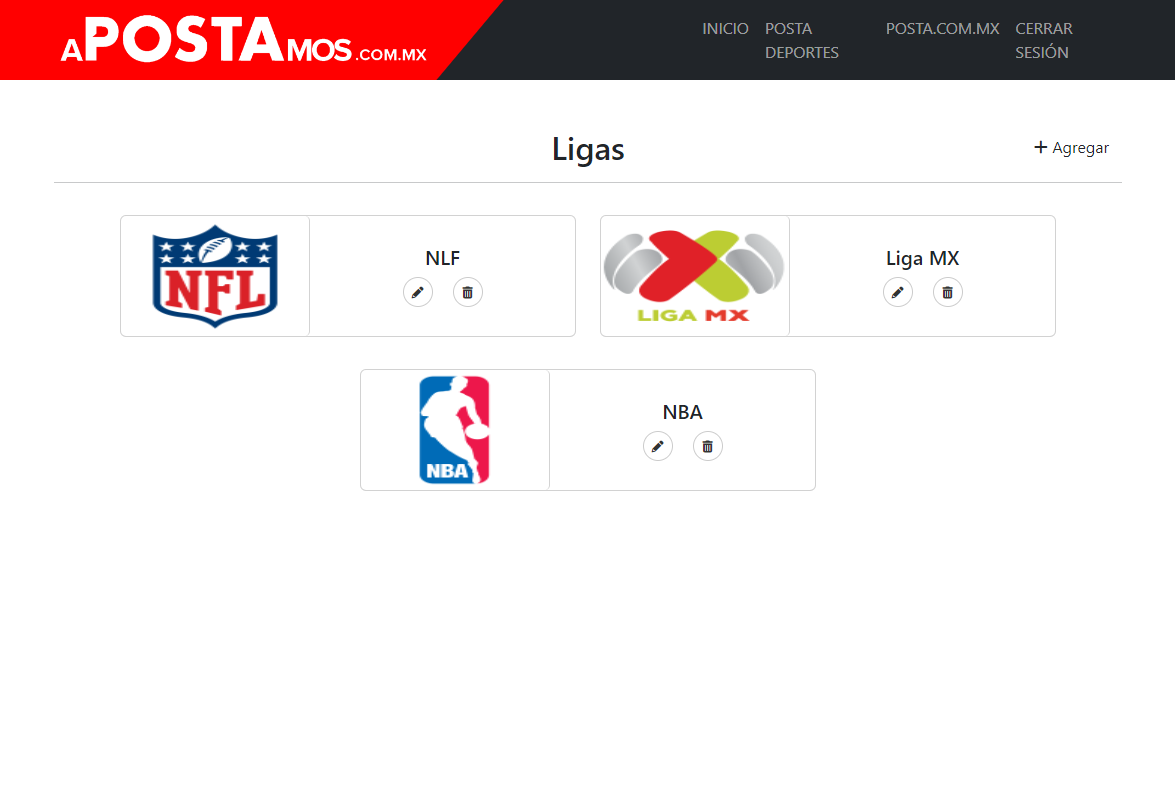 APOSTAMOS.COM.MX
INICIO
POSTA DEPORTES
POSTA.COM.MX
CERRAR SESIÓN
Ligas
+ Agregar
NFL
NLF
LIGA MX
Liga MX
NBA
NBA